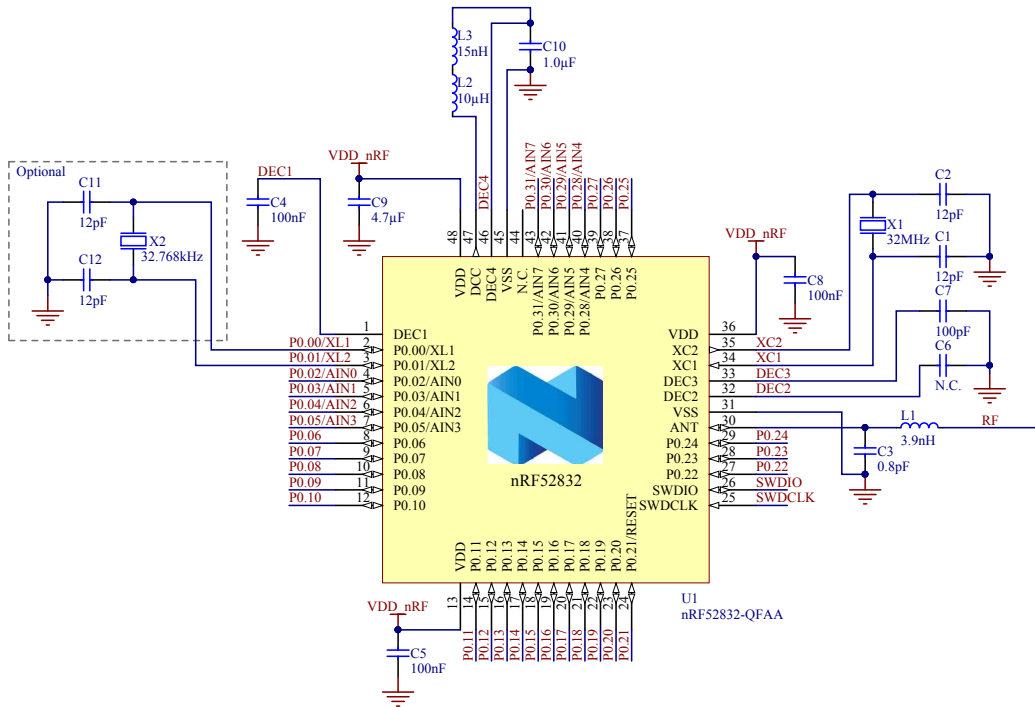 L3
15nH
L2
10µH
C10
1.0µF
Optional
C11
12pF
X2
32.768kHz
C12
12pF
DEC1
C4
100nF
VDD_nRF
C9
4.7µF
DEC4
P0.31/AIN7
P0.30/AIN6
P0.29/AIN5
P0.28/AIN4
P0.27
P0.26
P0.25
48
47
46
45
44
43
42
41
40
39
38
37
VDD
DCC
DEC4
VSS
N.C.
P0.31/AIN7
P0.30/AIN6
P0.29/AIN5
P0.28/AIN4
P0.27
P0.26
P0.25
VDD_nRF
C8
100nF
C2
12pF
X1
32MHz
C1
12pF
C7
100pF
C6
N.C.
1 DEC1
P0.00/XL1 2 P0.00/XL1
P0.01/XL2 3 P0.01/XL2
P0.02/AIN0 4 P0.02/AIN0
P0.03/AIN1 5 P0.03/AIN1
P0.04/AIN2 6 P0.04/AIN2
P0.05/AIN3 7 P0.05/AIN3
P0.06 8 P0.06
P0.07 9 P0.07
P0.08 10 P0.08
P0.09 11 P0.09
P0.10 12 P0.10
nRF52832
VDD 36
XC2 35 XC2
XC1 34 XC1
DEC3 33 DEC3
DEC2 32 DEC2
VSS 31
ANT 30
P0.24 29 P0.24
P0.23 28 P0.23
P0.22 27 P0.22
SWDIO 26 SWDIO
SWDCLK 25 SWDCLK
L1
3.9nH
RF
C3
0.8pF
VDD
P0.11
P0.12
P0.13
P0.14
P0.15
P0.16
P0.17
P0.18
P0.19
P0.20
P0.21/RESET
13
14
15
16
17
18
19
20
21
22
23
24
P0.11
P0.12
P0.13
P0.14
P0.15
P0.16
P0.17
P0.18
P0.19
P0.20
P0.21
U1
nRF52832-QFAA
VDD_nRF
C5
100nF